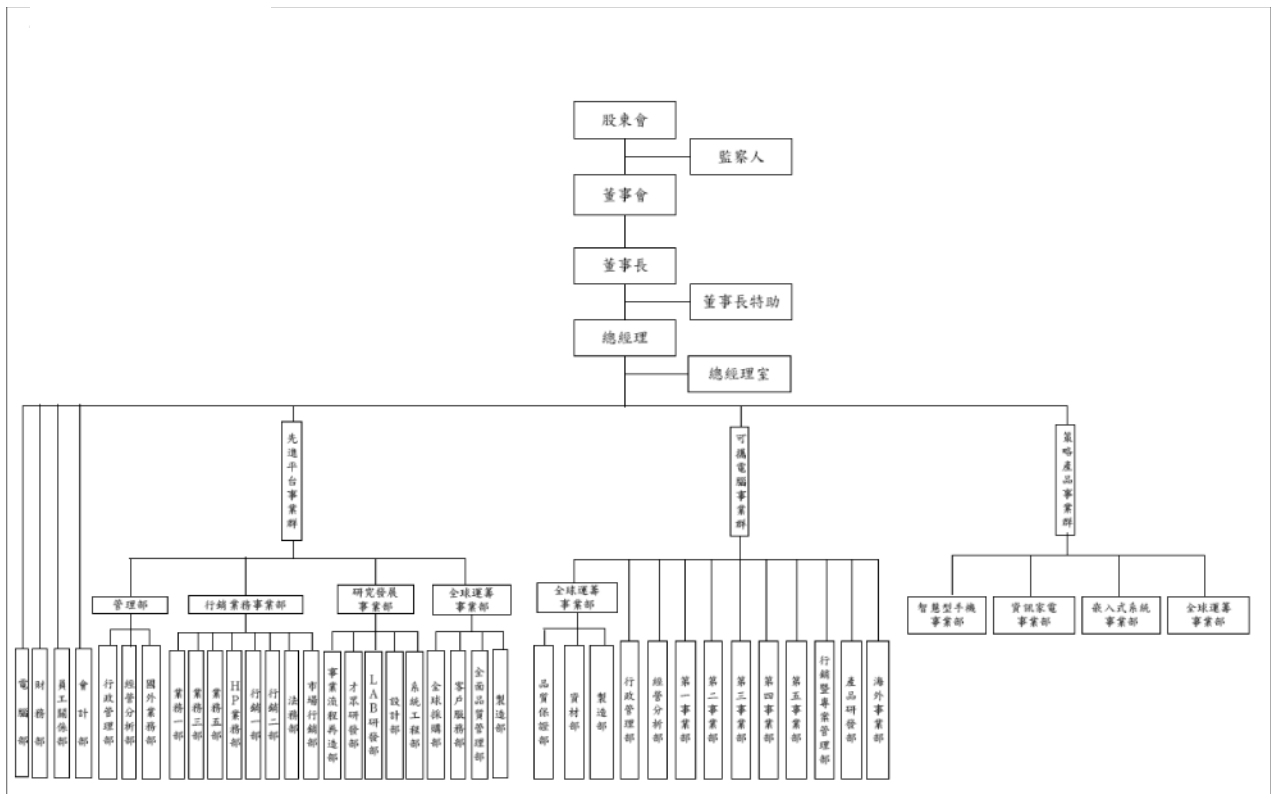 股東會
監察人
董事會
董事長
董事長特助
總經理
總經理室
先進平台事業群
可攜電腦事業群
策略產品事業群
管理部
行銷業務事業部
研究發展
事業部
全球運籌
事業部
全球運籌
事業部
智慧型手機
事業部
資訊家電
事業部
嵌入式系統
事業部
全球運籌
事業部
電腦部
財務部
員工關係部
會計部
行政管理部
經營分析部
國外業務部
業務一部
業務三部
業務五部
HP業務部
行銷一部
行銷二部
法務部
市場行銷部
事業流程再造部
才眾研發部
LAB研發部
設計部
系統工程部
全球採購部
客戶服務部
全面品質管理部
製造部
品質保證部
資材部
製造部
行政管理部
經營分析部
第一事業部
第二事業部
第三事業部
第四事業部
第五事業部
行銷暨專案管理部
產品研發部
海外事業部